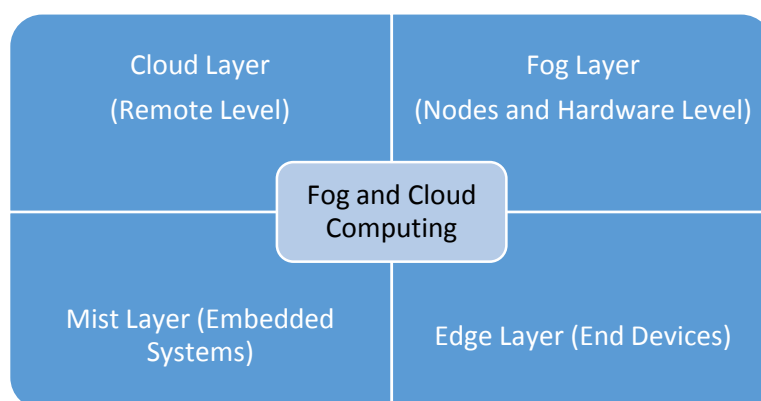 Cloud Layer
(Remote Level)
Fog Layer
(Nodes and Hardware Level)
Fog and Cloud
Computing
Mist Layer (Embedded
Systems)
Edge Layer (End Devices)